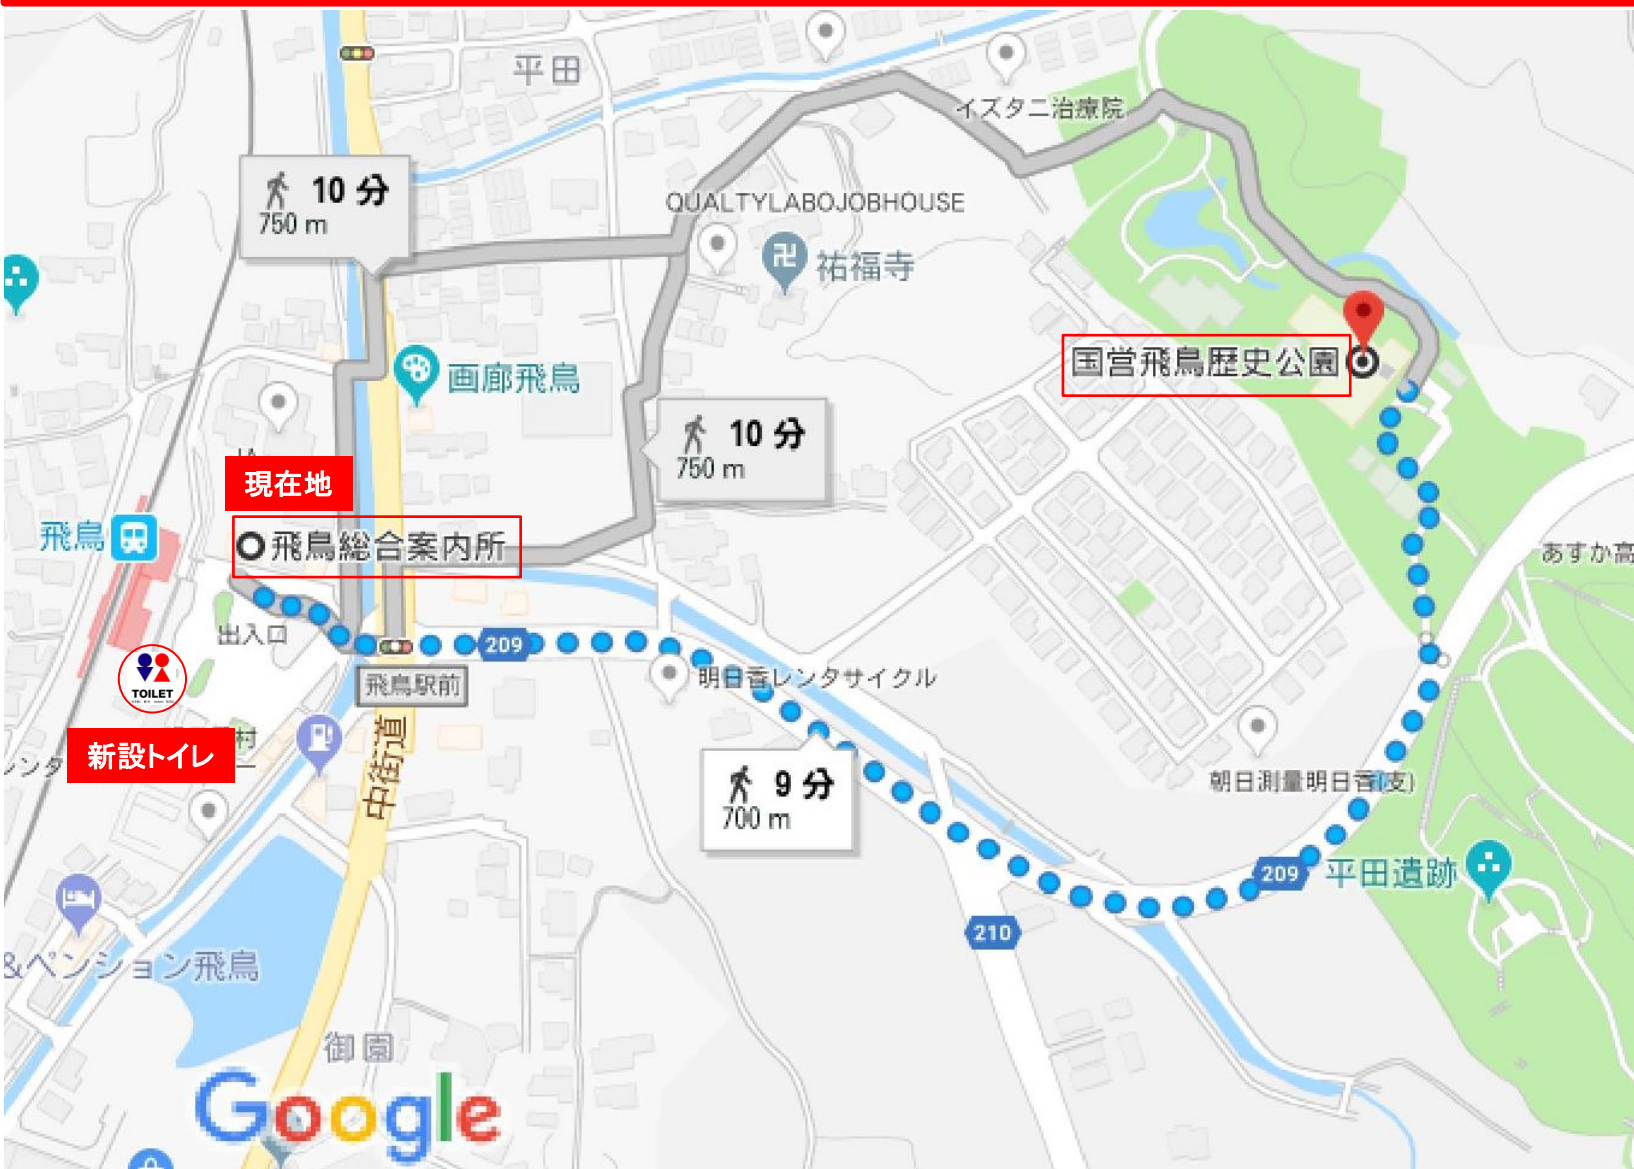 平田
イズタニ治療院
10 分
750 m
QUALTYLABOJOBHOUSE
祐福寺
国営飛鳥歴史公園
画廊飛鳥
10 分
750 m
現在地
飛鳥
飛鳥総合案内所
あすか高
出入口
209
飛鳥駅前
明日香レンタサイクル
TOILET
新設トイレ
村
ンタ
ー
中街道
9 分
700 m
朝日測量明日香(支)
209
平田遺跡
210
&ペンション飛鳥
御園
Google